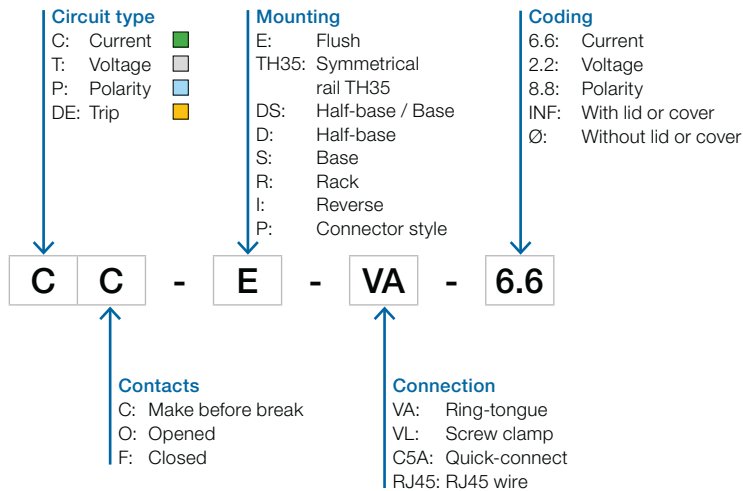 Circuit type
C: Current
T: Voltage
P: Polarity
DE: Trip
Mounting
E: Flush
TH35: Symmetrical
rail TH35
DS: Half-base / Base
D: Half-base
S: Base
R: Rack
I: Reverse
P: Connector style
Coding
6.6: Current
2.2: Voltage
8.8: Polarity
INF: With lid or cover
Ø: Without lid or cover
C C - E - VA - 6.6
Contacts
C: Make before break
O: Opened
F: Closed
Connection
VA: Ring-tongue
VL: Screw clamp
C5A: Quick-connect
RJ45: RJ45 wire